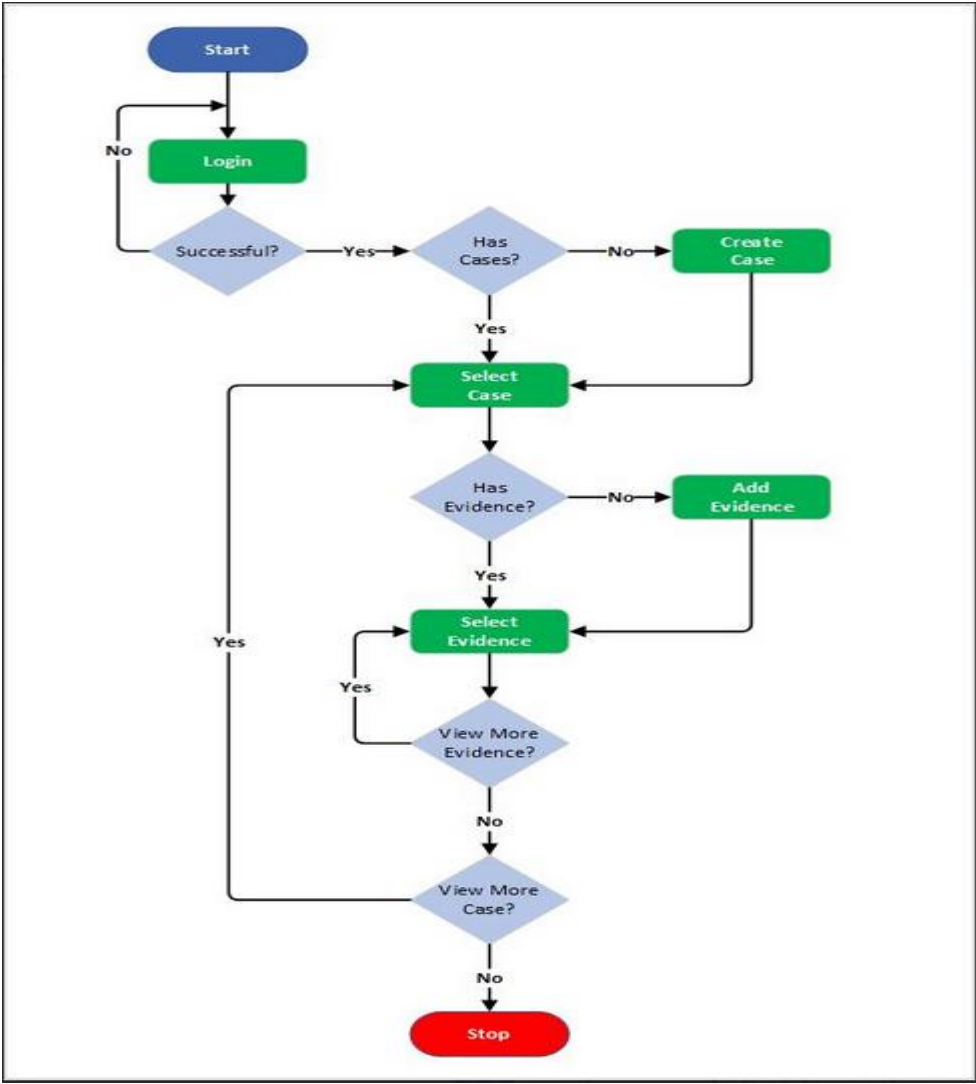 Start
No
Login
Successful?
Yes
Has
Cases?
No
Create
Case
Yes
Select
Case
Has
Evidence?
No
Add
Evidence
Yes
Select
Evidence
Yes
Yes
View More
Evidence?
No
View More
Case?
No
Stop